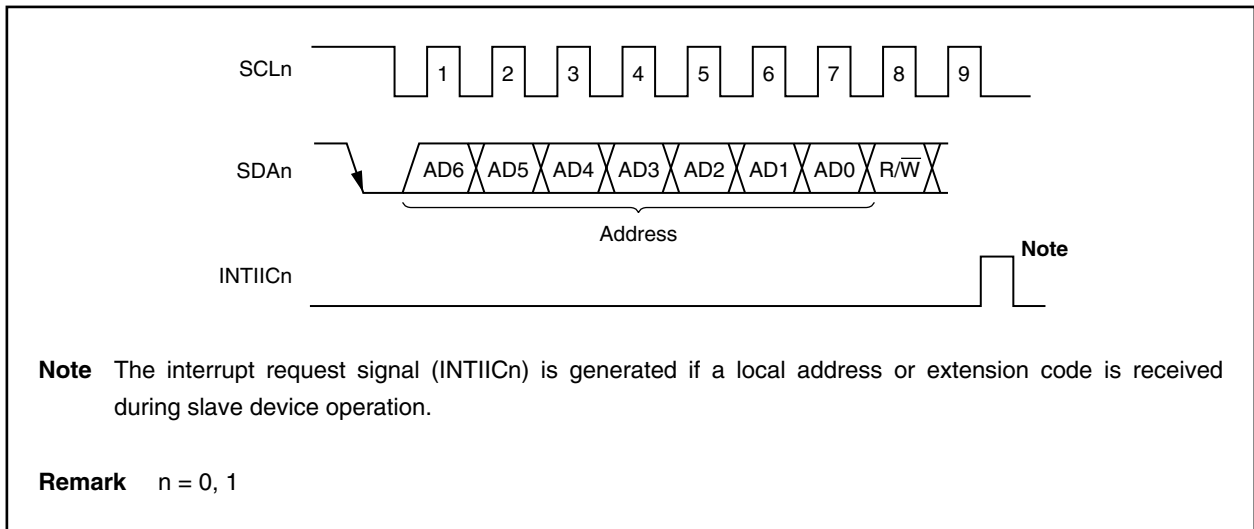 SCLn 1 2 3 4 5 6 7 8 9
SDAn AD6 AD5 AD4 AD3 AD2 AD1 AD0 R/W̅
Address
Note
INTIICn
Note The interrupt request signal (INTIICn) is generated if a local address or extension code is received
during slave device operation.
Remark n = 0, 1